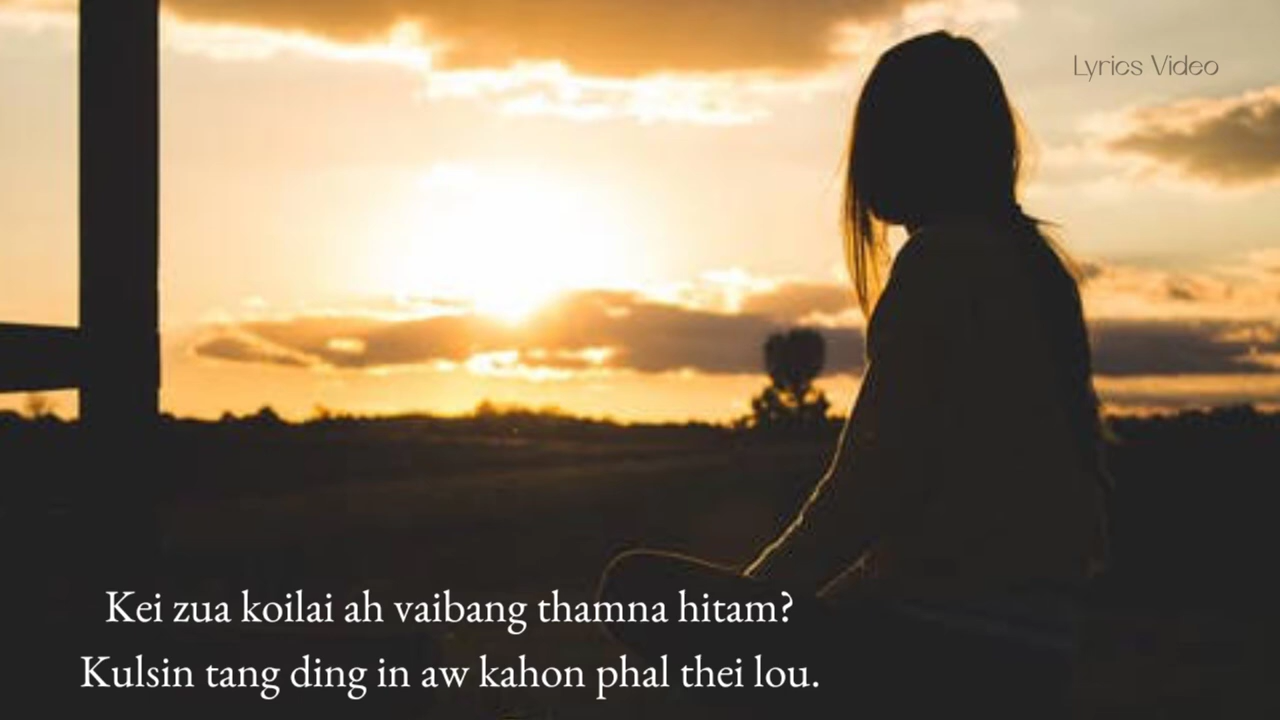 Lyrics Video
Kei zua koilai ah vaibang thamna hitam?
Kulsin tang ding in aw kahon phal thei lou.